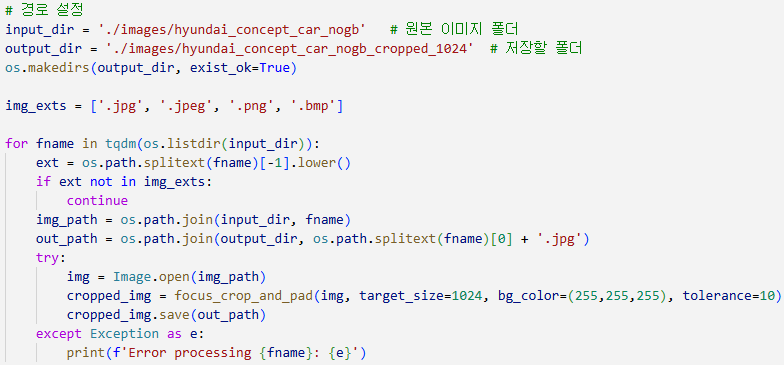 # 경로 설정
input_dir = './images/hyundai_concept_car_nogb'   # 원본 이미지 폴더
output_dir = './images/hyundai_concept_car_nogb_cropped_1024'  # 저장할 폴더
os.makedirs(output_dir, exist_ok=True)

img_exts = ['.jpg', '.jpeg', '.png', '.bmp']

for fname in tqdm(os.listdir(input_dir)):
    ext = os.path.splitext(fname)[-1].lower()
    if ext not in img_exts:
        continue
    img_path = os.path.join(input_dir, fname)
    out_path = os.path.join(output_dir, os.path.splitext(fname)[0] + '.jpg')
    try:
        img = Image.open(img_path)
        cropped_img = focus_crop_and_pad(img, target_size=1024, bg_color=(255,255,255), tolerance=10)
        cropped_img.save(out_path)
    except Exception as e:
        print(f'Error processing {fname}: {e}')